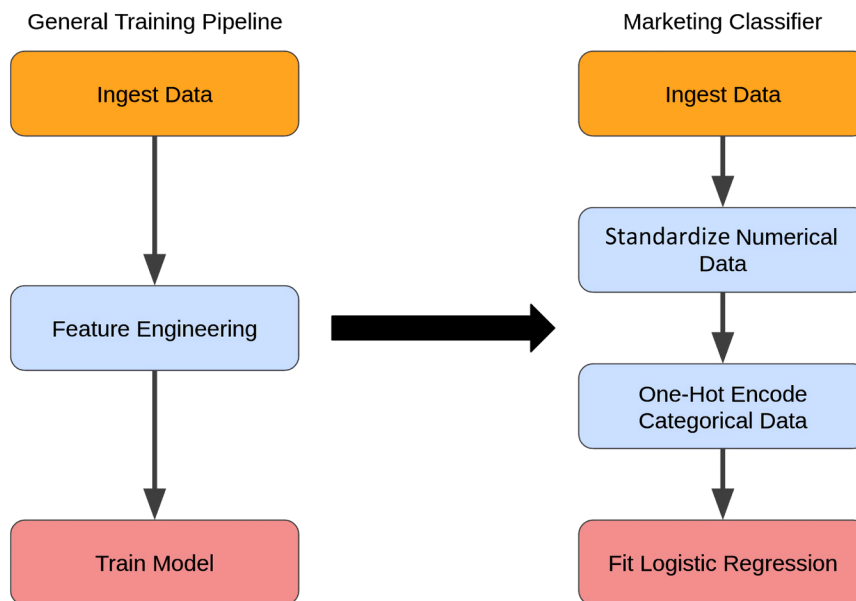 General Training Pipeline
Ingest Data
Feature Engineering
Train Model
Marketing Classifier
Ingest Data
Standardize Numerical
Data
One-Hot Encode
Categorical Data
Fit Logistic Regression